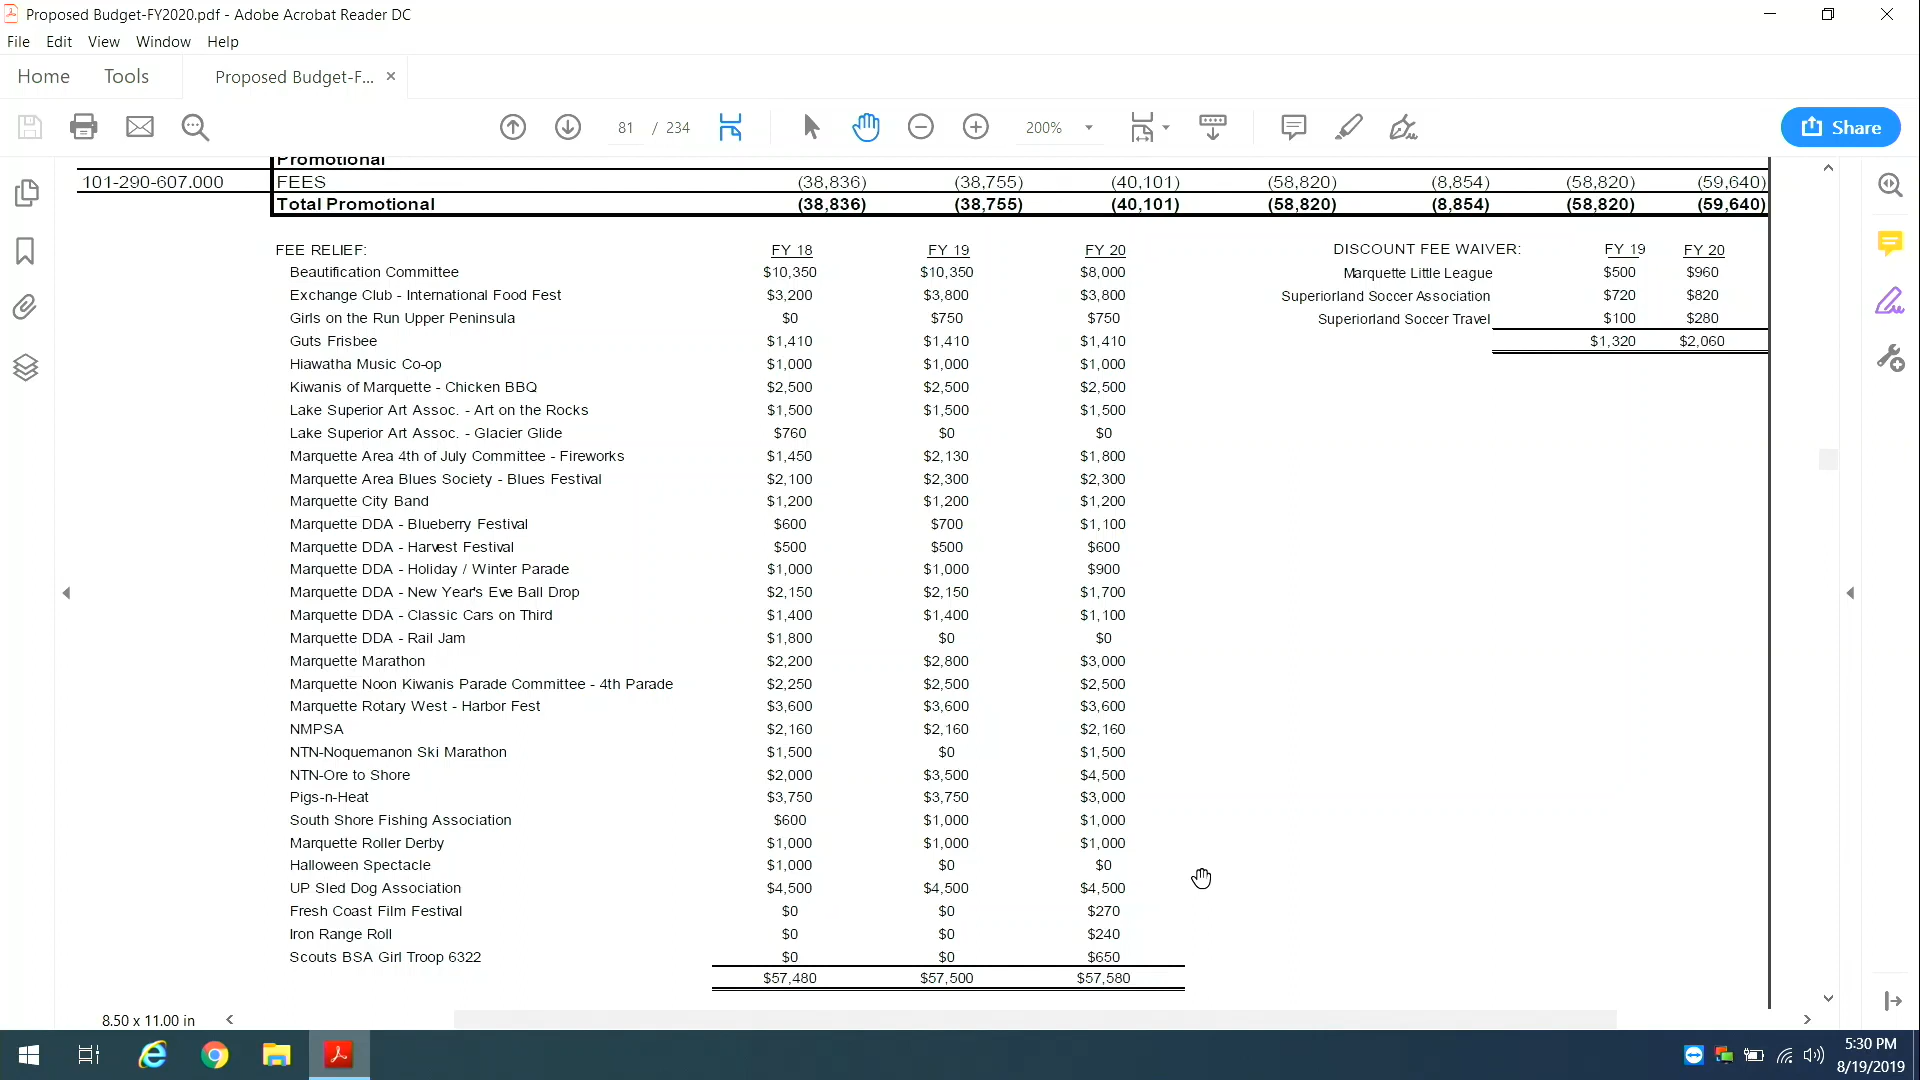 Proposed Budget-FY2020.pdf - Adobe Acrobat Reader DC
File Edit View Window Help
Home Tools Proposed Budget-F... ×
81 / 234 200% Share
Promotional
101-290-607.000 FEES (38,836) (38,755) (40,101) (58,820) (8,854) (58,820) (59,640)
Total Promotional (38,836) (38,755) (40,101) (58,820) (8,854) (58,820) (59,640)
FEE RELIEF: FY 18 FY 19 FY 20 DISCOUNT FEE WAIVER: FY 19 FY 20
Beautification Committee $10,350 $10,350 $8,000 Marquette Little League $500 $960
Exchange Club - International Food Fest $3,200 $3,800 $3,800 Superiorland Soccer Association $720 $820
Girls on the Run Upper Peninsula $0 $750 $750 Superiorland Soccer Travel $100 $280
Guts Frisbee $1,410 $1,410 $1,410 $1,320 $2,060
Hiawatha Music Co-op $1,000 $1,000 $1,000
Kiwanis of Marquette - Chicken BBQ $2,500 $2,500 $2,500
Lake Superior Art Assoc. - Art on the Rocks $1,500 $1,500 $1,500
Lake Superior Art Assoc. - Glacier Glide $760 $0 $0
Marquette Area 4th of July Committee - Fireworks $1,450 $2,130 $1,800
Marquette Area Blues Society - Blues Festival $2,100 $2,300 $2,300
Marquette City Band $1,200 $1,200 $1,200
Marquette DDA - Blueberry Festival $600 $700 $1,100
Marquette DDA - Harvest Festival $500 $500 $600
Marquette DDA - Holiday / Winter Parade $1,000 $1,000 $900
Marquette DDA - New Year's Eve Ball Drop $2,150 $2,150 $1,700
Marquette DDA - Classic Cars on Third $1,400 $1,400 $1,100
Marquette DDA - Rail Jam $1,800 $0 $0
Marquette Marathon $2,200 $2,800 $3,000
Marquette Noon Kiwanis Parade Committee - 4th Parade $2,250 $2,500 $2,500
Marquette Rotary West - Harbor Fest $3,600 $3,600 $3,600
NMPSA $2,160 $2,160 $2,160
NTN-Noquemanon Ski Marathon $1,500 $0 $1,500
NTN-Ore to Shore $2,000 $3,500 $4,500
Pigs-n-Heat $3,750 $3,750 $3,000
South Shore Fishing Association $600 $1,000 $1,000
Marquette Roller Derby $1,000 $1,000 $1,000
Halloween Spectacle $1,000 $0 $0
UP Sled Dog Association $4,500 $4,500 $4,500
Fresh Coast Film Festival $0 $0 $270
Iron Range Roll $0 $0 $240
Scouts BSA Girl Troop 6322 $0 $0 $650
$57,480 $57,500 $57,580
8.50 x 11.00 in
5:30 PM
8/19/2019